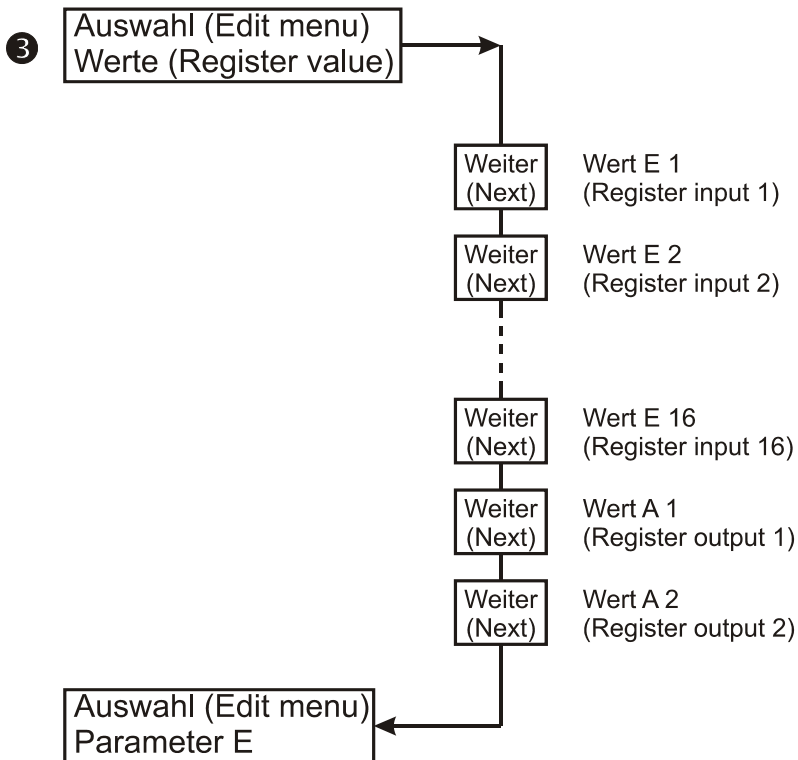 ❸
Auswahl (Edit menu)
Werte (Register value)
Weiter
(Next)
Wert E 1
(Register input 1)
Weiter
(Next)
Wert E 2
(Register input 2)
Weiter
(Next)
Wert E 16
(Register input 16)
Weiter
(Next)
Wert A 1
(Register output 1)
Weiter
(Next)
Wert A 2
(Register output 2)
Auswahl (Edit menu)
Parameter E